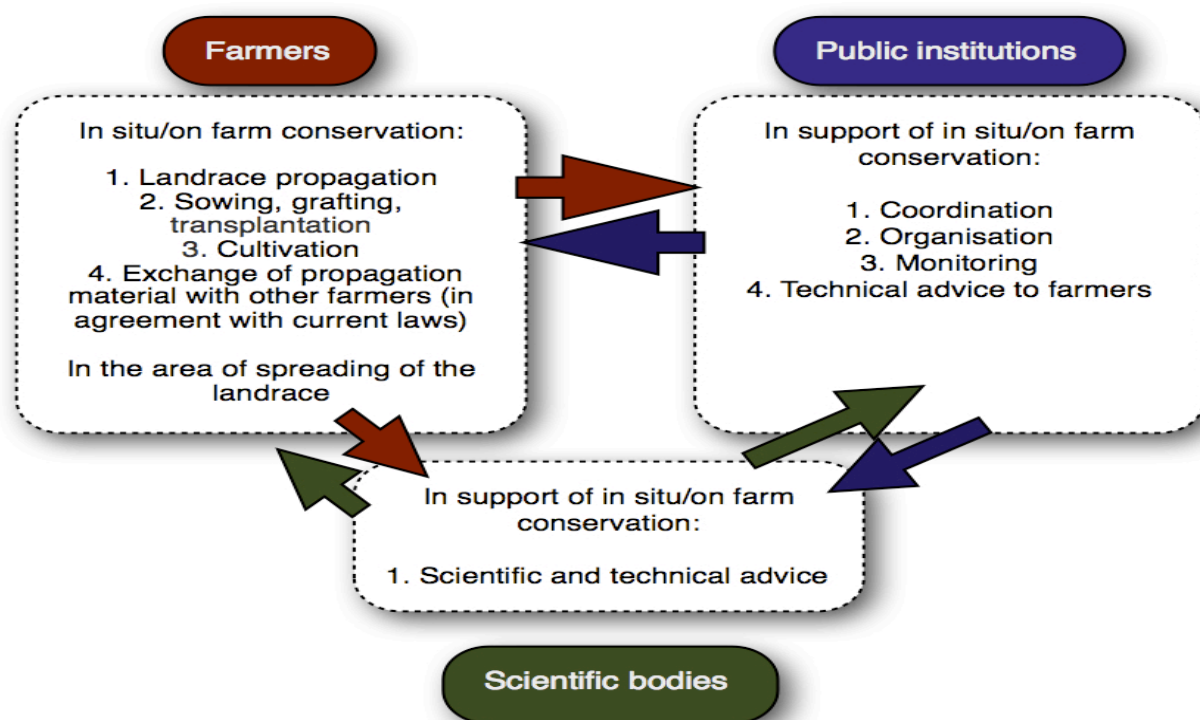 Farmers
In situ/on farm conservation:
1. Landrace propagation
2. Sowing, grafting,
transplantation
3. Cultivation
4. Exchange of propagation
material with other farmers (in
agreement with current laws)
In the area of spreading of the
landrace
Public institutions
In support of in situ/on farm
conservation:
1. Coordination
2. Organisation
3. Monitoring
4. Technical advice to farmers
In support of in situ/on farm
conservation:
1. Scientific and technical advice
Scientific bodies